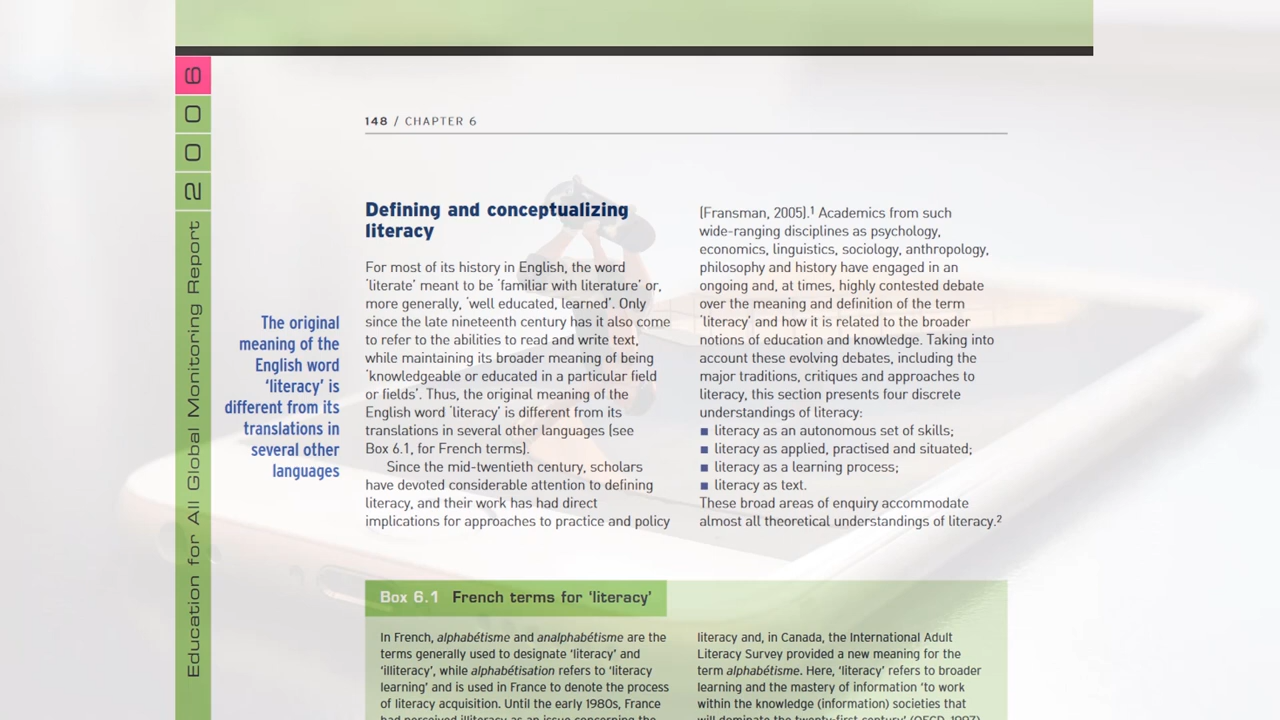 Education for All Global Monitoring Report 2006
148 / CHAPTER 6
The original
meaning of the
English word
‘literacy’ is
different from its
translations in
several other
languages
Defining and conceptualizing
literacy
For most of its history in English, the word
‘literate’ meant to be ‘familiar with literature’ or,
more generally, ‘well educated, learned’. Only
since the late nineteenth century has it also come
to refer to the abilities to read and write text,
while maintaining its broader meaning of being
‘knowledgeable or educated in a particular field
or fields’. Thus, the original meaning of the
English word ‘literacy’ is different from its
translations in several other languages (see
Box 6.1, for French terms).
Since the mid-twentieth century, scholars
have devoted considerable attention to defining
literacy, and their work has had direct
implications for approaches to practice and policy
(Fransman, 2005).1 Academics from such
wide-ranging disciplines as psychology,
economics, linguistics, sociology, anthropology,
philosophy and history have engaged in an
ongoing and, at times, highly contested debate
over the meaning and definition of the term
‘literacy’ and how it is related to the broader
notions of education and knowledge. Taking into
account these evolving debates, including the
major traditions, critiques and approaches to
literacy, this section presents four discrete
understandings of literacy:
■ literacy as an autonomous set of skills;
■ literacy as applied, practised and situated;
■ literacy as a learning process;
■ literacy as text.
These broad areas of enquiry accommodate
almost all theoretical understandings of literacy.2
Box 6.1 French terms for ‘literacy’
In French, alphabétisme and analphabétisme are the
terms generally used to designate ‘literacy’ and
‘illiteracy’, while alphabétisation refers to ‘literacy
learning’ and is used in France to denote the process
of literacy acquisition. Until the early 1980s, France
had perceived illiteracy as an issue concerning the
literacy and, in Canada, the International Adult
Literacy Survey provided a new meaning for the
term alphabétisme. Here, ‘literacy’ refers to broader
learning and the mastery of information ‘to work
within the knowledge (information) societies that
will dominate the twenty-first century’ (OECD, 1997).